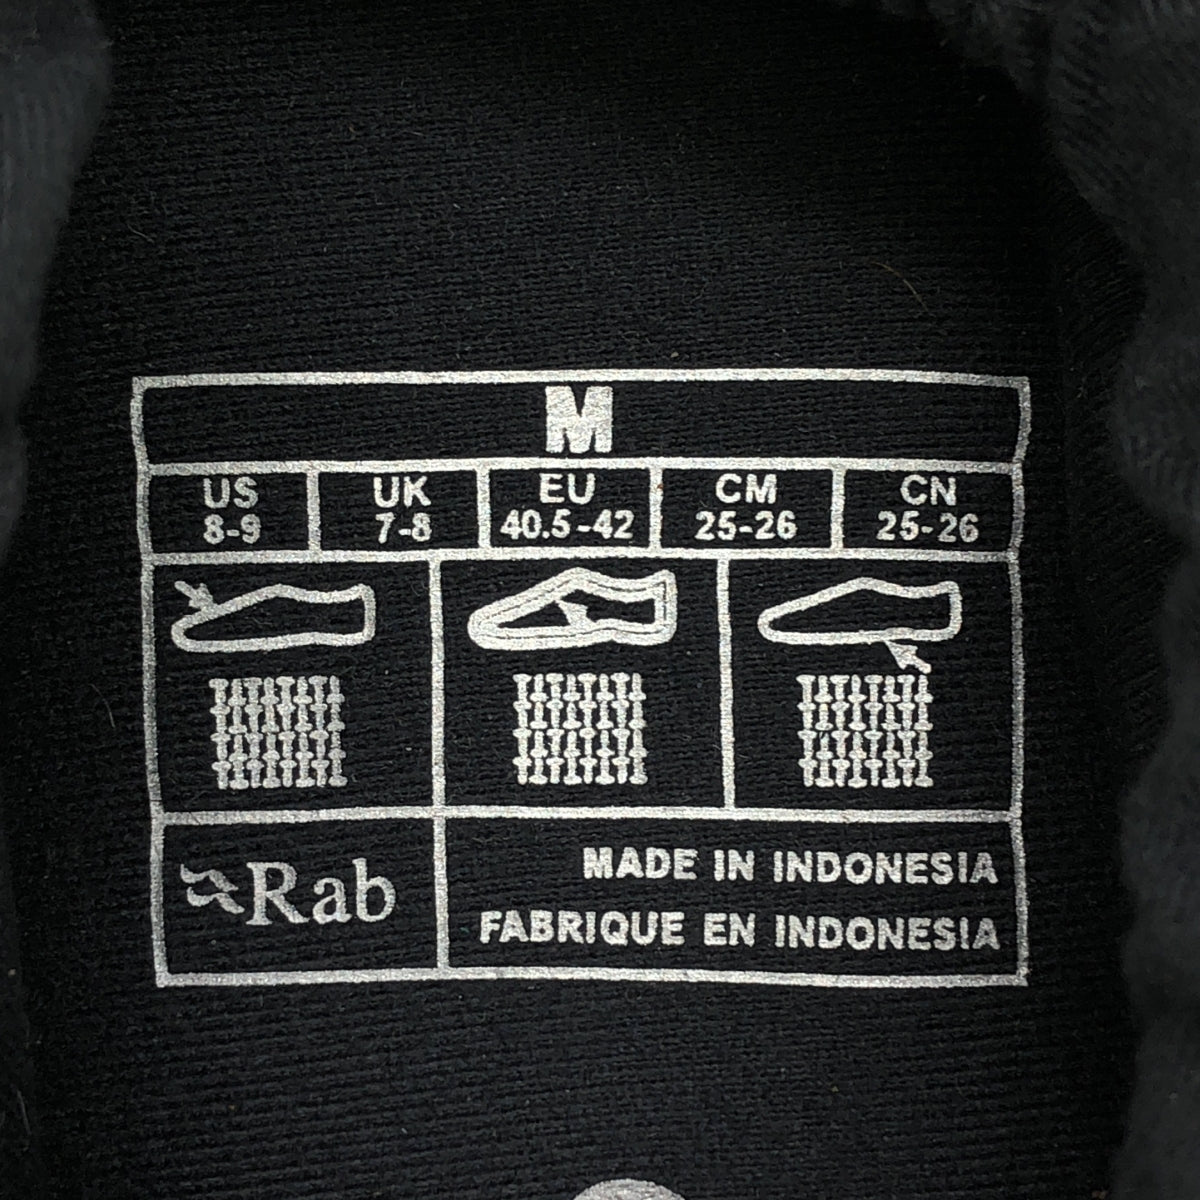 M
US UK EU CM CN
8-9 7-8 40.5-42 25-26 25-26
Rab
MADE IN INDONESIA
FABRIQUE EN INDONESIA